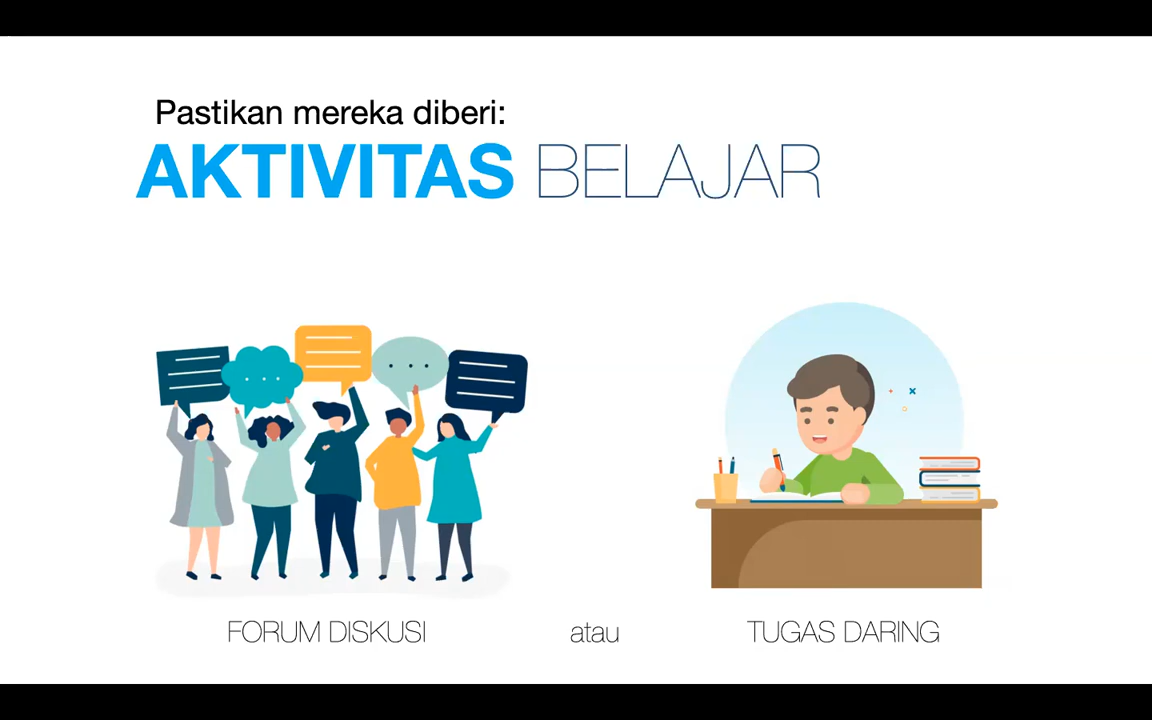 Pastikan mereka diberi:
AKTIVITAS BELAJAR
FORUM DISKUSI atau TUGAS DARING